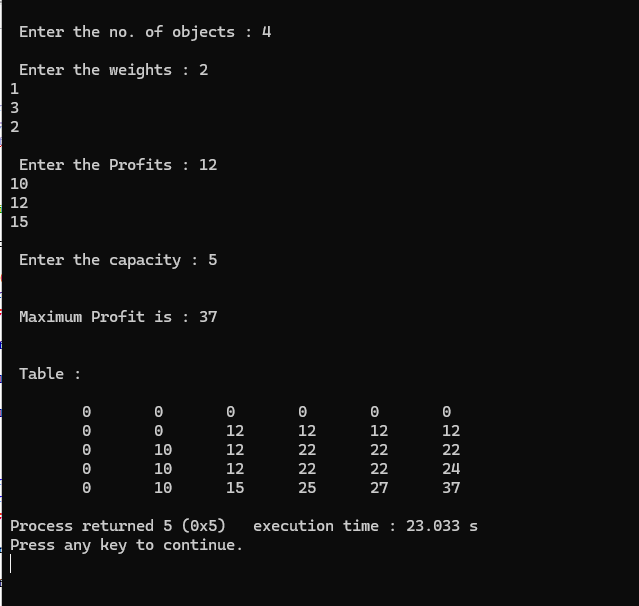 Enter the no. of objects : 4
Enter the weights : 2
1
3
2
Enter the Profits : 12
10
12
15
Enter the capacity : 5
Maximum Profit is : 37
Table :
0 0 0 0 0 0
0 0 12 12 12 12
0 10 12 22 22 22
0 10 12 22 22 24
0 10 15 25 27 37
Process returned 5 (0x5) execution time : 23.033 s
Press any key to continue.